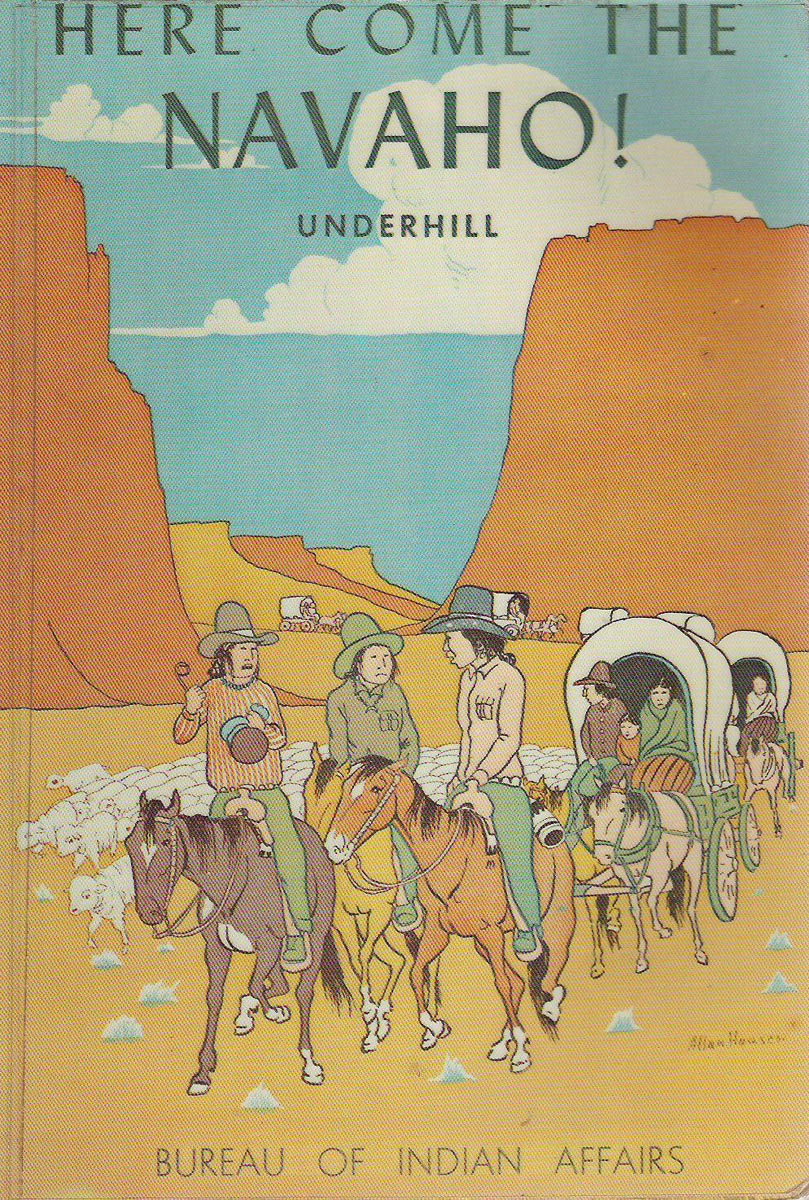 HERE COME THE
NAVAHO!
UNDERHILL
Allan Houser
BUREAU OF INDIAN AFFAIRS